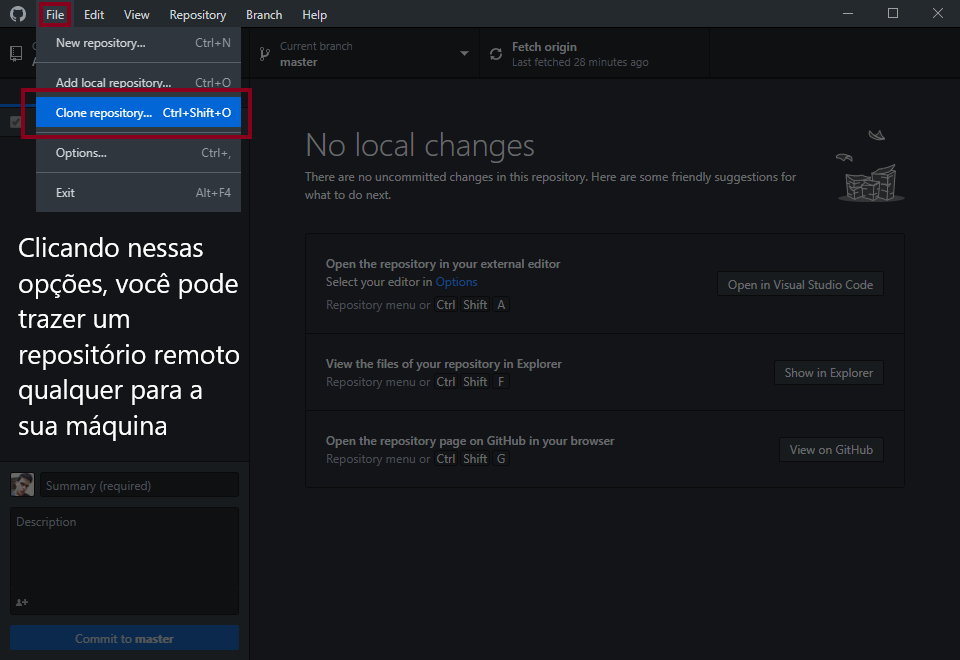 File Edit View Repository Branch Help
New repository... Ctrl+N
Add local repository... Ctrl+O
Clone repository... Ctrl+Shift+O
Options... Ctrl+,
Exit Alt+F4
Current branch
master
Fetch origin
Last fetched 28 minutes ago
Clicando nessas
opções, você pode
trazer um
repositório remoto
qualquer para a
sua máquina
No local changes
There are no uncommitted changes in this repository. Here are some friendly suggestions for
what to do next.
Open the repository in your external editor
Select your editor in Options
Repository menu or Ctrl Shift A
Open in Visual Studio Code
View the files of your repository in Explorer
Repository menu or Ctrl Shift F
Show in Explorer
Open the repository page on GitHub in your browser
Repository menu or Ctrl Shift G
View on GitHub
Summary (required)
Description
Commit to master